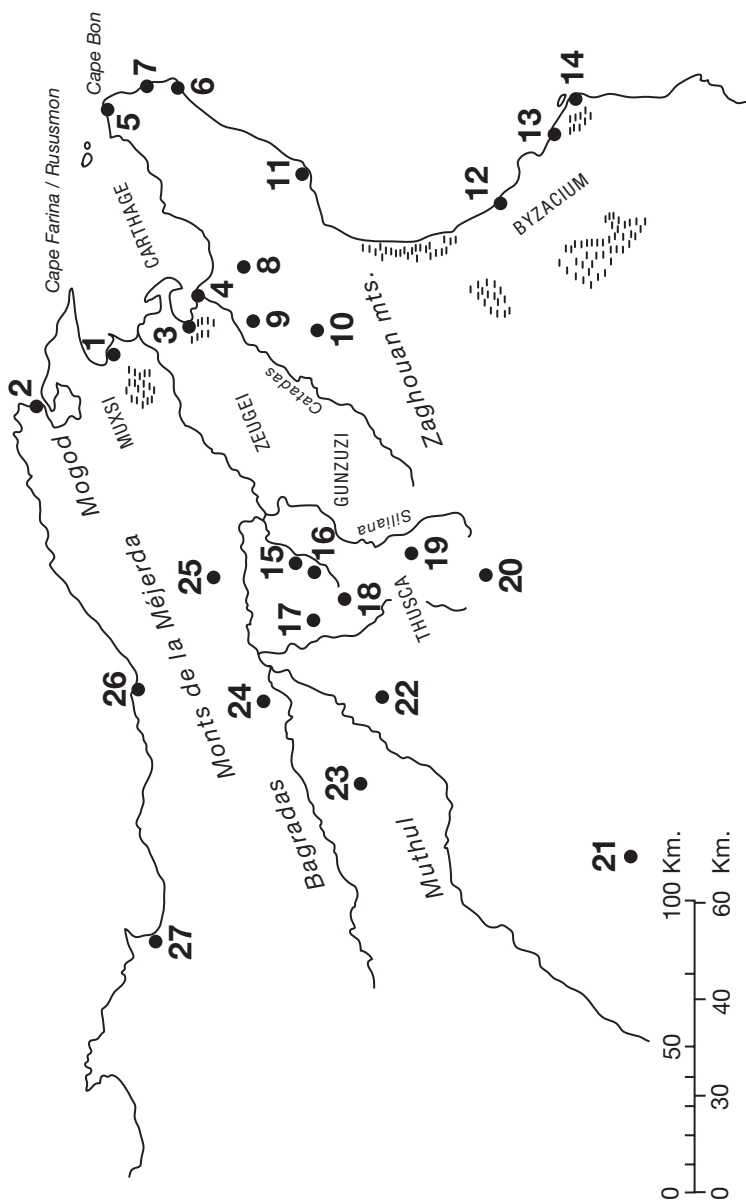 Cape Bon
Cape Farina / Rususmon
CARTHAGE
MUXSI
Mogod
ZEUGEI
Catadas
GUNZUZI
Zaghouan mts.
BYZACIUM
Siliana
THUSCA
Monts de la Méjerda
Bagradas
Muthul
1
2
3
4
5
6
7
8
9
10
11
12
13
14
15
16
17
18
19
20
21
22
23
24
25
26
27
0 50 100 Km.
0 30 40 60 Km.